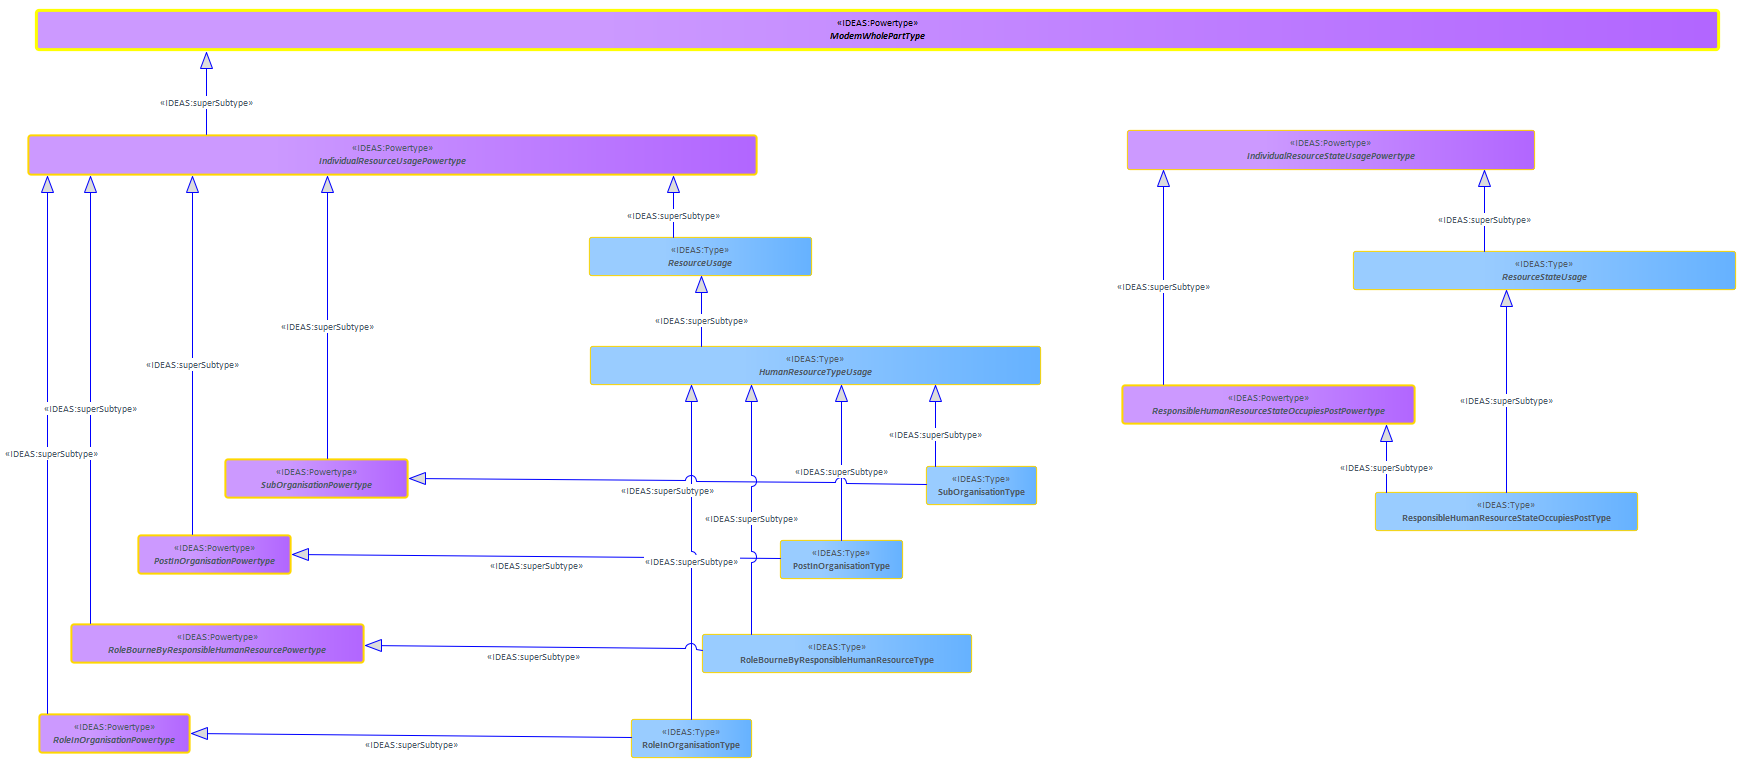 «IDEAS:Powertype»
ModemWholePartType
«IDEAS:superSubtype»
«IDEAS:Powertype»
IndividualResourceUsagePowertype
«IDEAS:Powertype»
IndividualResourceStateUsagePowertype
«IDEAS:superSubtype»
«IDEAS:superSubtype»
«IDEAS:Type»
ResourceUsage
«IDEAS:Type»
ResourceStateUsage
«IDEAS:superSubtype»
«IDEAS:superSubtype»
«IDEAS:superSubtype»
«IDEAS:Type»
HumanResourceTypeUsage
«IDEAS:superSubtype»
«IDEAS:Powertype»
ResponsibleHumanResourceStateOccupiesPostPowertype
«IDEAS:superSubtype»
«IDEAS:superSubtype»
«IDEAS:superSubtype»
«IDEAS:superSubtype»
«IDEAS:superSubtype»
«IDEAS:superSubtype»
«IDEAS:Powertype»
SubOrganisationPowertype
«IDEAS:superSubtype»
«IDEAS:superSubtype»
«IDEAS:Type»
SubOrganisationType
«IDEAS:Type»
ResponsibleHumanResourceStateOccupiesPostType
«IDEAS:superSubtype»
«IDEAS:Powertype»
PostInOrganisationPowertype
«IDEAS:superSubtype»
«IDEAS:superSubtype»
«IDEAS:Type»
PostInOrganisationType
«IDEAS:Powertype»
RoleBourneByResponsibleHumanResourcePowertype
«IDEAS:superSubtype»
«IDEAS:Type»
RoleBourneByResponsibleHumanResourceType
«IDEAS:Powertype»
RoleInOrganisationPowertype
«IDEAS:superSubtype»
«IDEAS:Type»
RoleInOrganisationType